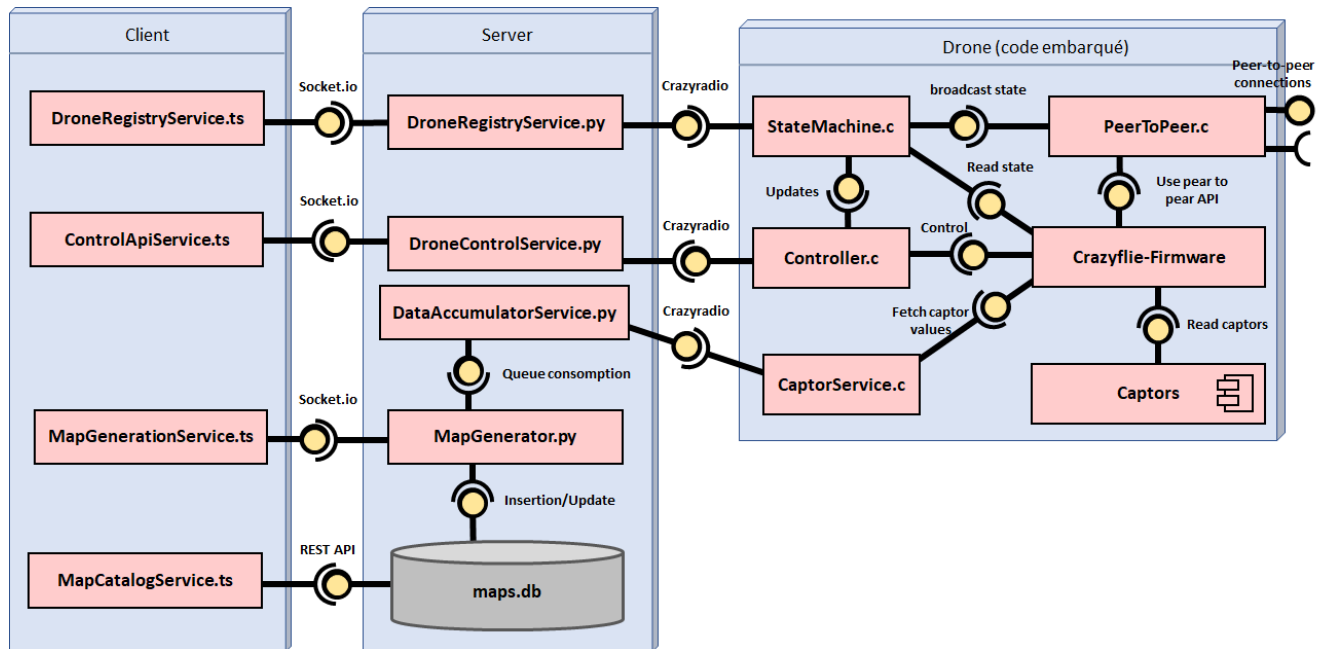 Client
Server
Drone (code embarqué)
Peer-to-peer
connections
Socket.io
Crazyradio
broadcast state
DroneRegistryService.ts
DroneRegistryService.py
StateMachine.c
PeerToPeer.c
Read state
Updates
Use pear to
pear API
Socket.io
Crazyradio
Control
ControlApiService.ts
DroneControlService.py
Controller.c
Crazyflie-Firmware
DataAccumulatorService.py
Crazyradio
Fetch captor
values
Read captors
Queue consomption
CaptorService.c
Captors
Socket.io
MapGenerationService.ts
MapGenerator.py
Insertion/Update
REST API
MapCatalogService.ts
maps.db